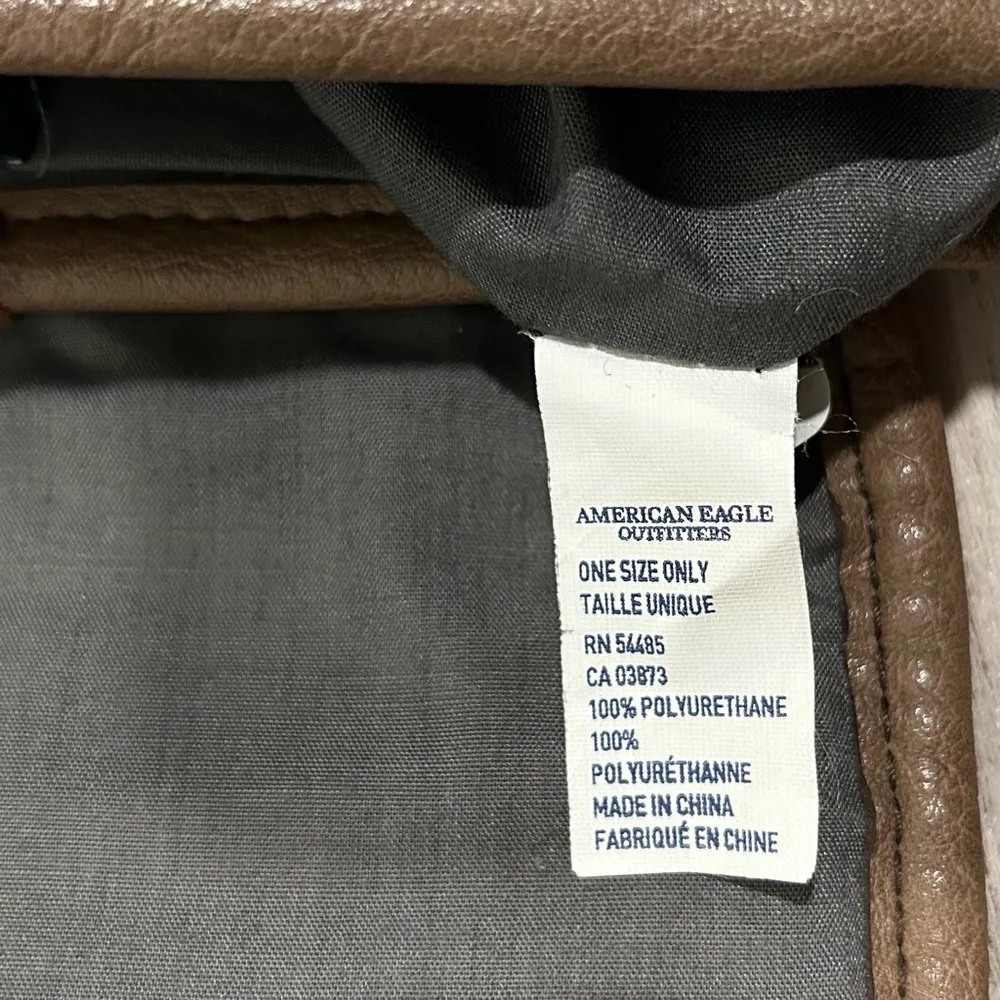 AMERICAN EAGLE
OUTFITTERS
ONE SIZE ONLY
TAILLE UNIQUE
RN 54485
CA 03873
100% POLYURETHANE
100%
POLYURÉTHANNE
MADE IN CHINA
FABRIQUÉ EN CHINE